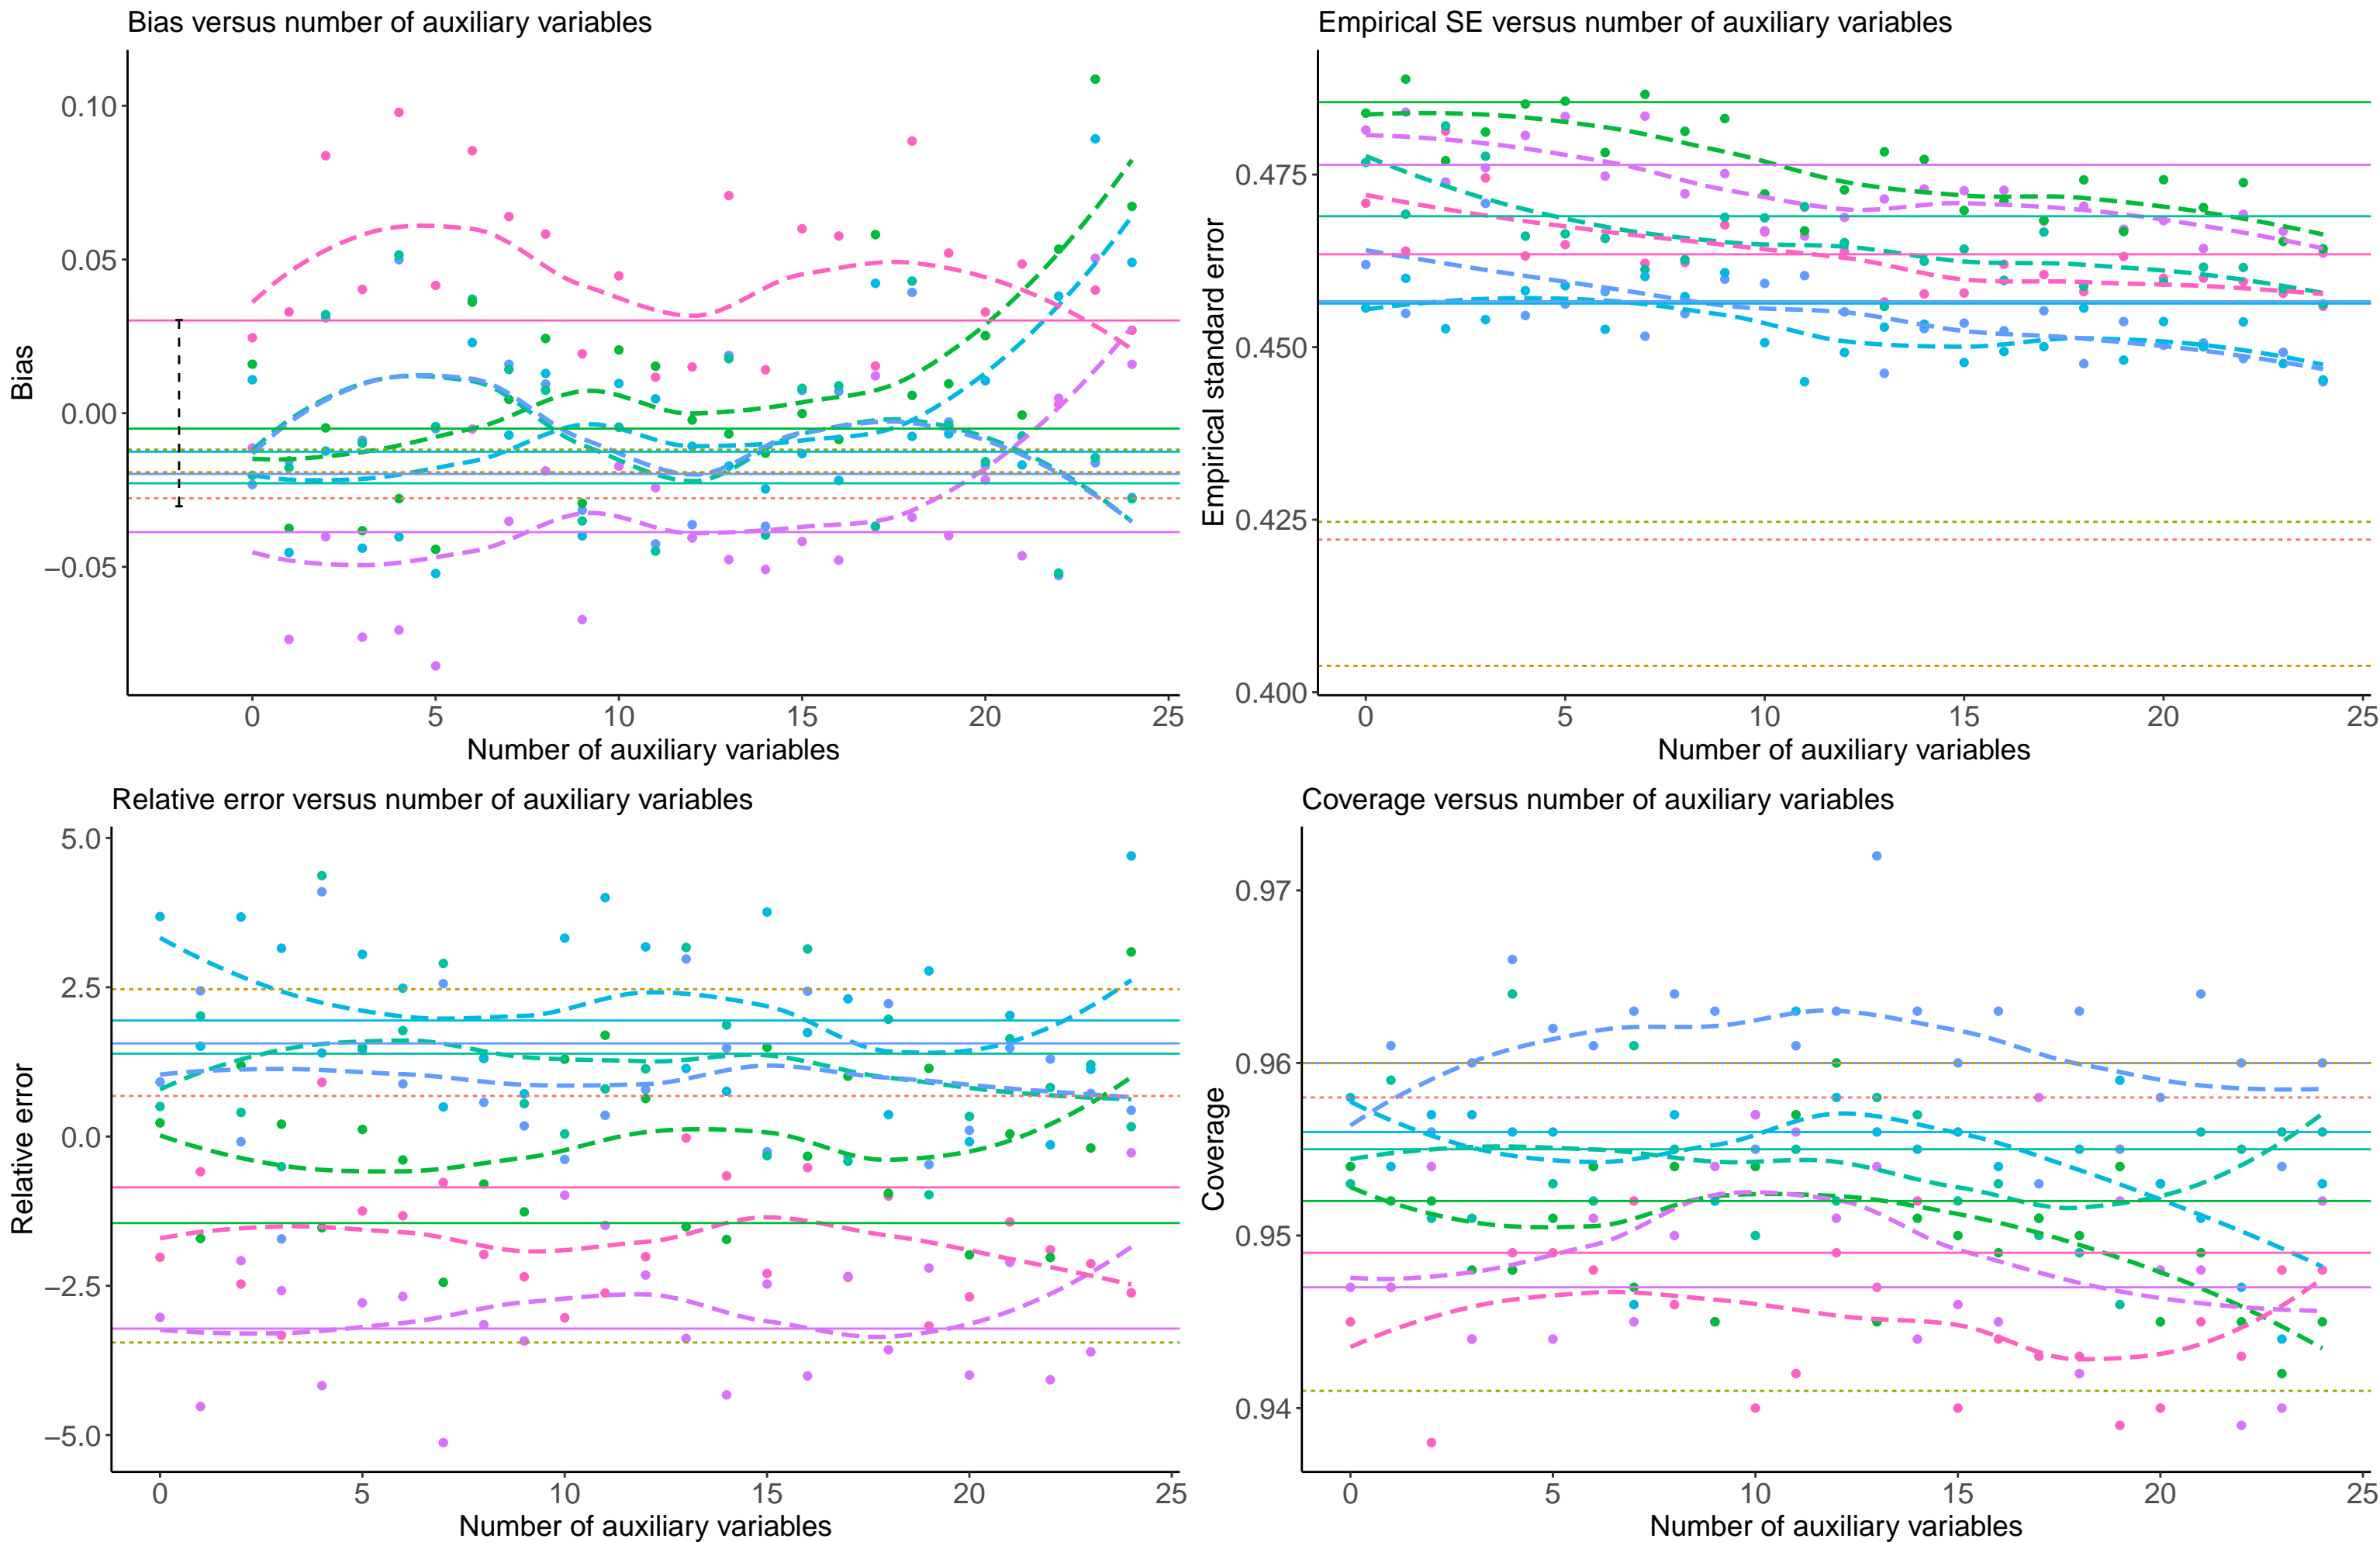 Bias versus number of auxiliary variables
0.10
0.05
0.00
−0.05
Bias
0 5 10 15 20 25
Number of auxiliary variables
Empirical SE versus number of auxiliary variables
0.475
0.450
0.425
0.400
Empirical standard error
0 5 10 15 20 25
Number of auxiliary variables
Relative error versus number of auxiliary variables
5.0
2.5
0.0
−2.5
−5.0
Relative error
0 5 10 15 20 25
Number of auxiliary variables
Coverage versus number of auxiliary variables
0.97
0.96
0.95
0.94
Coverage
0 5 10 15 20 25
Number of auxiliary variables